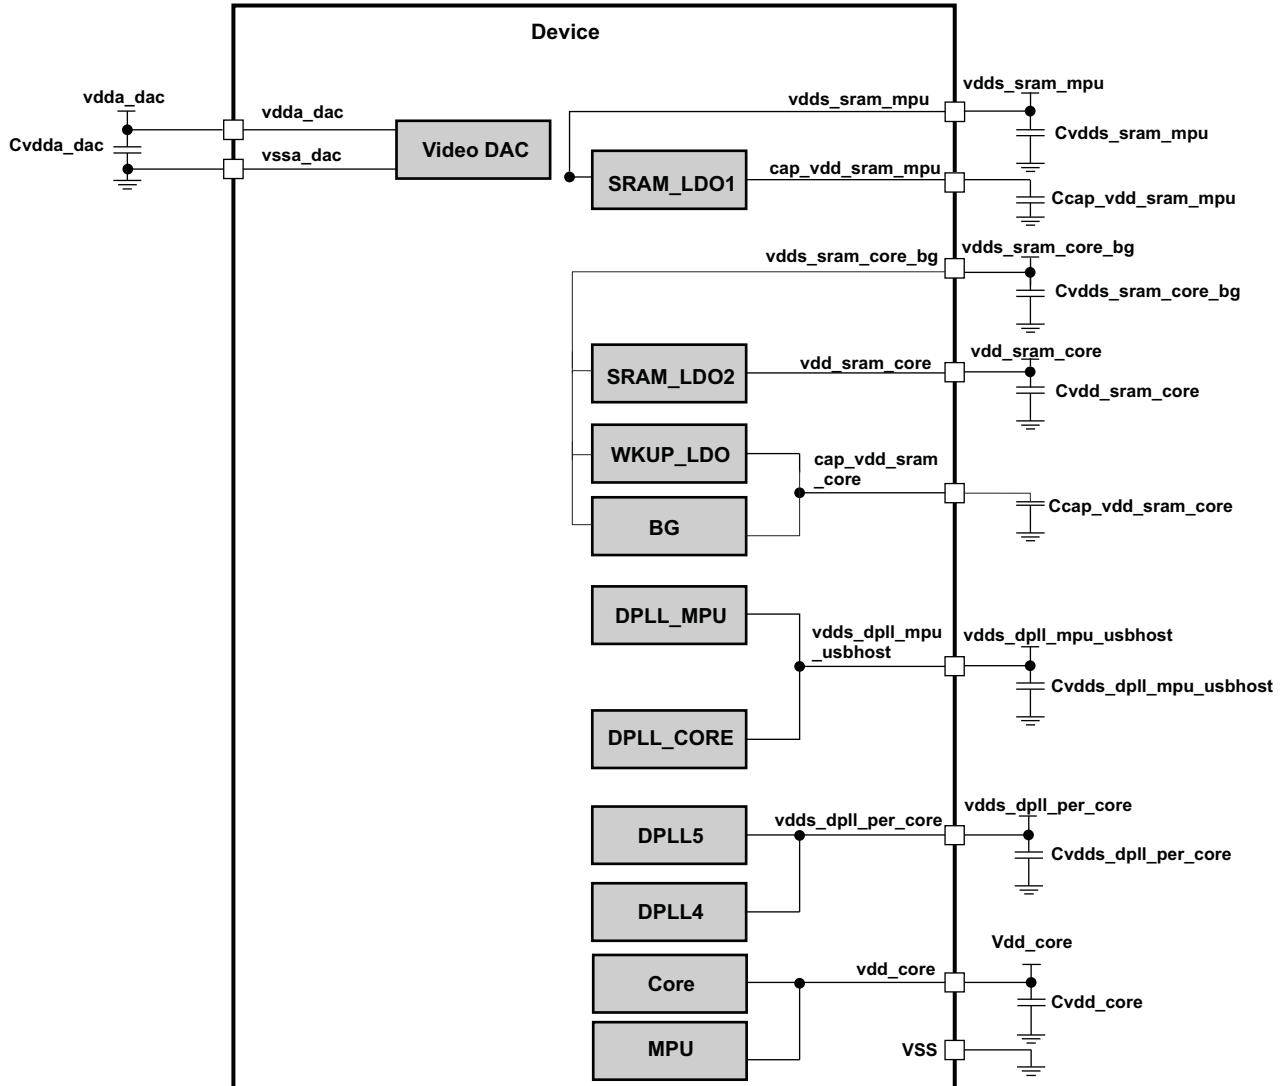 Device
vdda_dac
vdda_dac
Cvdda_dac
vssa_dac
Video DAC
vdds_sram_mpu
vdds_sram_mpu
Cvdds_sram_mpu
SRAM_LDO1
cap_vdd_sram_mpu
Ccap_vdd_sram_mpu
vdds_sram_core_bg
vdds_sram_core_bg
Cvdds_sram_core_bg
SRAM_LDO2
vdd_sram_core
vdd_sram_core
Cvdd_sram_core
WKUP_LDO
cap_vdd_sram
_core
Ccap_vdd_sram_core
BG
DPLL_MPU
vdds_dpll_mpu
_usbhost
vdds_dpll_mpu_usbhost
Cvdds_dpll_mpu_usbhost
DPLL_CORE
DPLL5
vdds_dpll_per_core
vdds_dpll_per_core
Cvdds_dpll_per_core
DPLL4
Core
vdd_core
Vdd_core
Cvdd_core
MPU
VSS